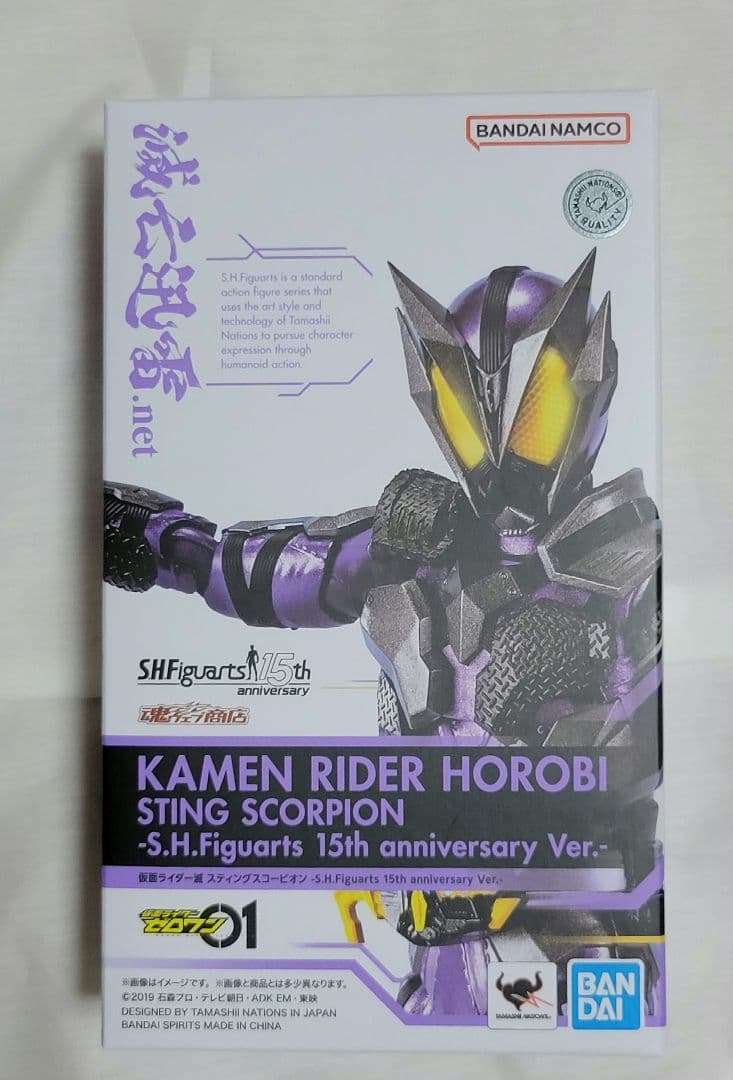 BANDAI NAMCO
TAMASHII NATIONS®
QUALITY
滅亡迅雷.net
S.H.Figuarts is a standard
action figure series that
uses the art style and
technology of Tamashii
Nations to pursue character
expression through
humanoid action.
S.H.Figuarts 15th
anniversary
魂ウェブ商店
KAMEN RIDER HOROBI
STING SCORPION
-S.H.Figuarts 15th anniversary Ver.-
仮面ライダー滅 スティングスコーピオン -S.H.Figuarts 15th anniversary Ver.-
仮面ライダー
ゼロワン01
※画像はイメージです。※画像と商品とは多少異なります。
©2019 石森プロ・テレビ朝日・ADK EM・東映
DESIGNED BY TAMASHII NATIONS IN JAPAN
BANDAI SPIRITS MADE IN CHINA
TAMASHII NATIONS
BAN
DAI